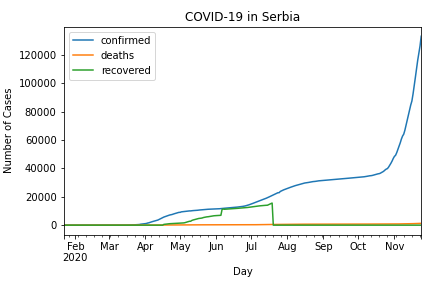 COVID-19 in Serbia
confirmed
deaths
recovered
Number of Cases
120000
100000
80000
60000
40000
20000
0
Feb Mar Apr May Jun Jul Aug Sep Oct Nov
2020
Day